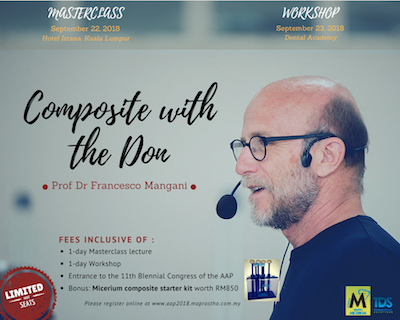 MASTERCLASS
September 22, 2018
Hotel Istana, Kuala Lumpur
WORKSHOP
September 23, 2018
Dental Academy
Composite with
the Don
Prof Dr Francesco Mangani
FEES INCLUSIVE OF :
1-day Masterclass lecture
1-day Workshop
Entrance to the 11th Biennial Congress of the AAP
Bonus: Micerium composite starter kit worth RM850
Please register online at www.aap2018.maprostho.com.my
LIMITED
SEATS
M
TDS